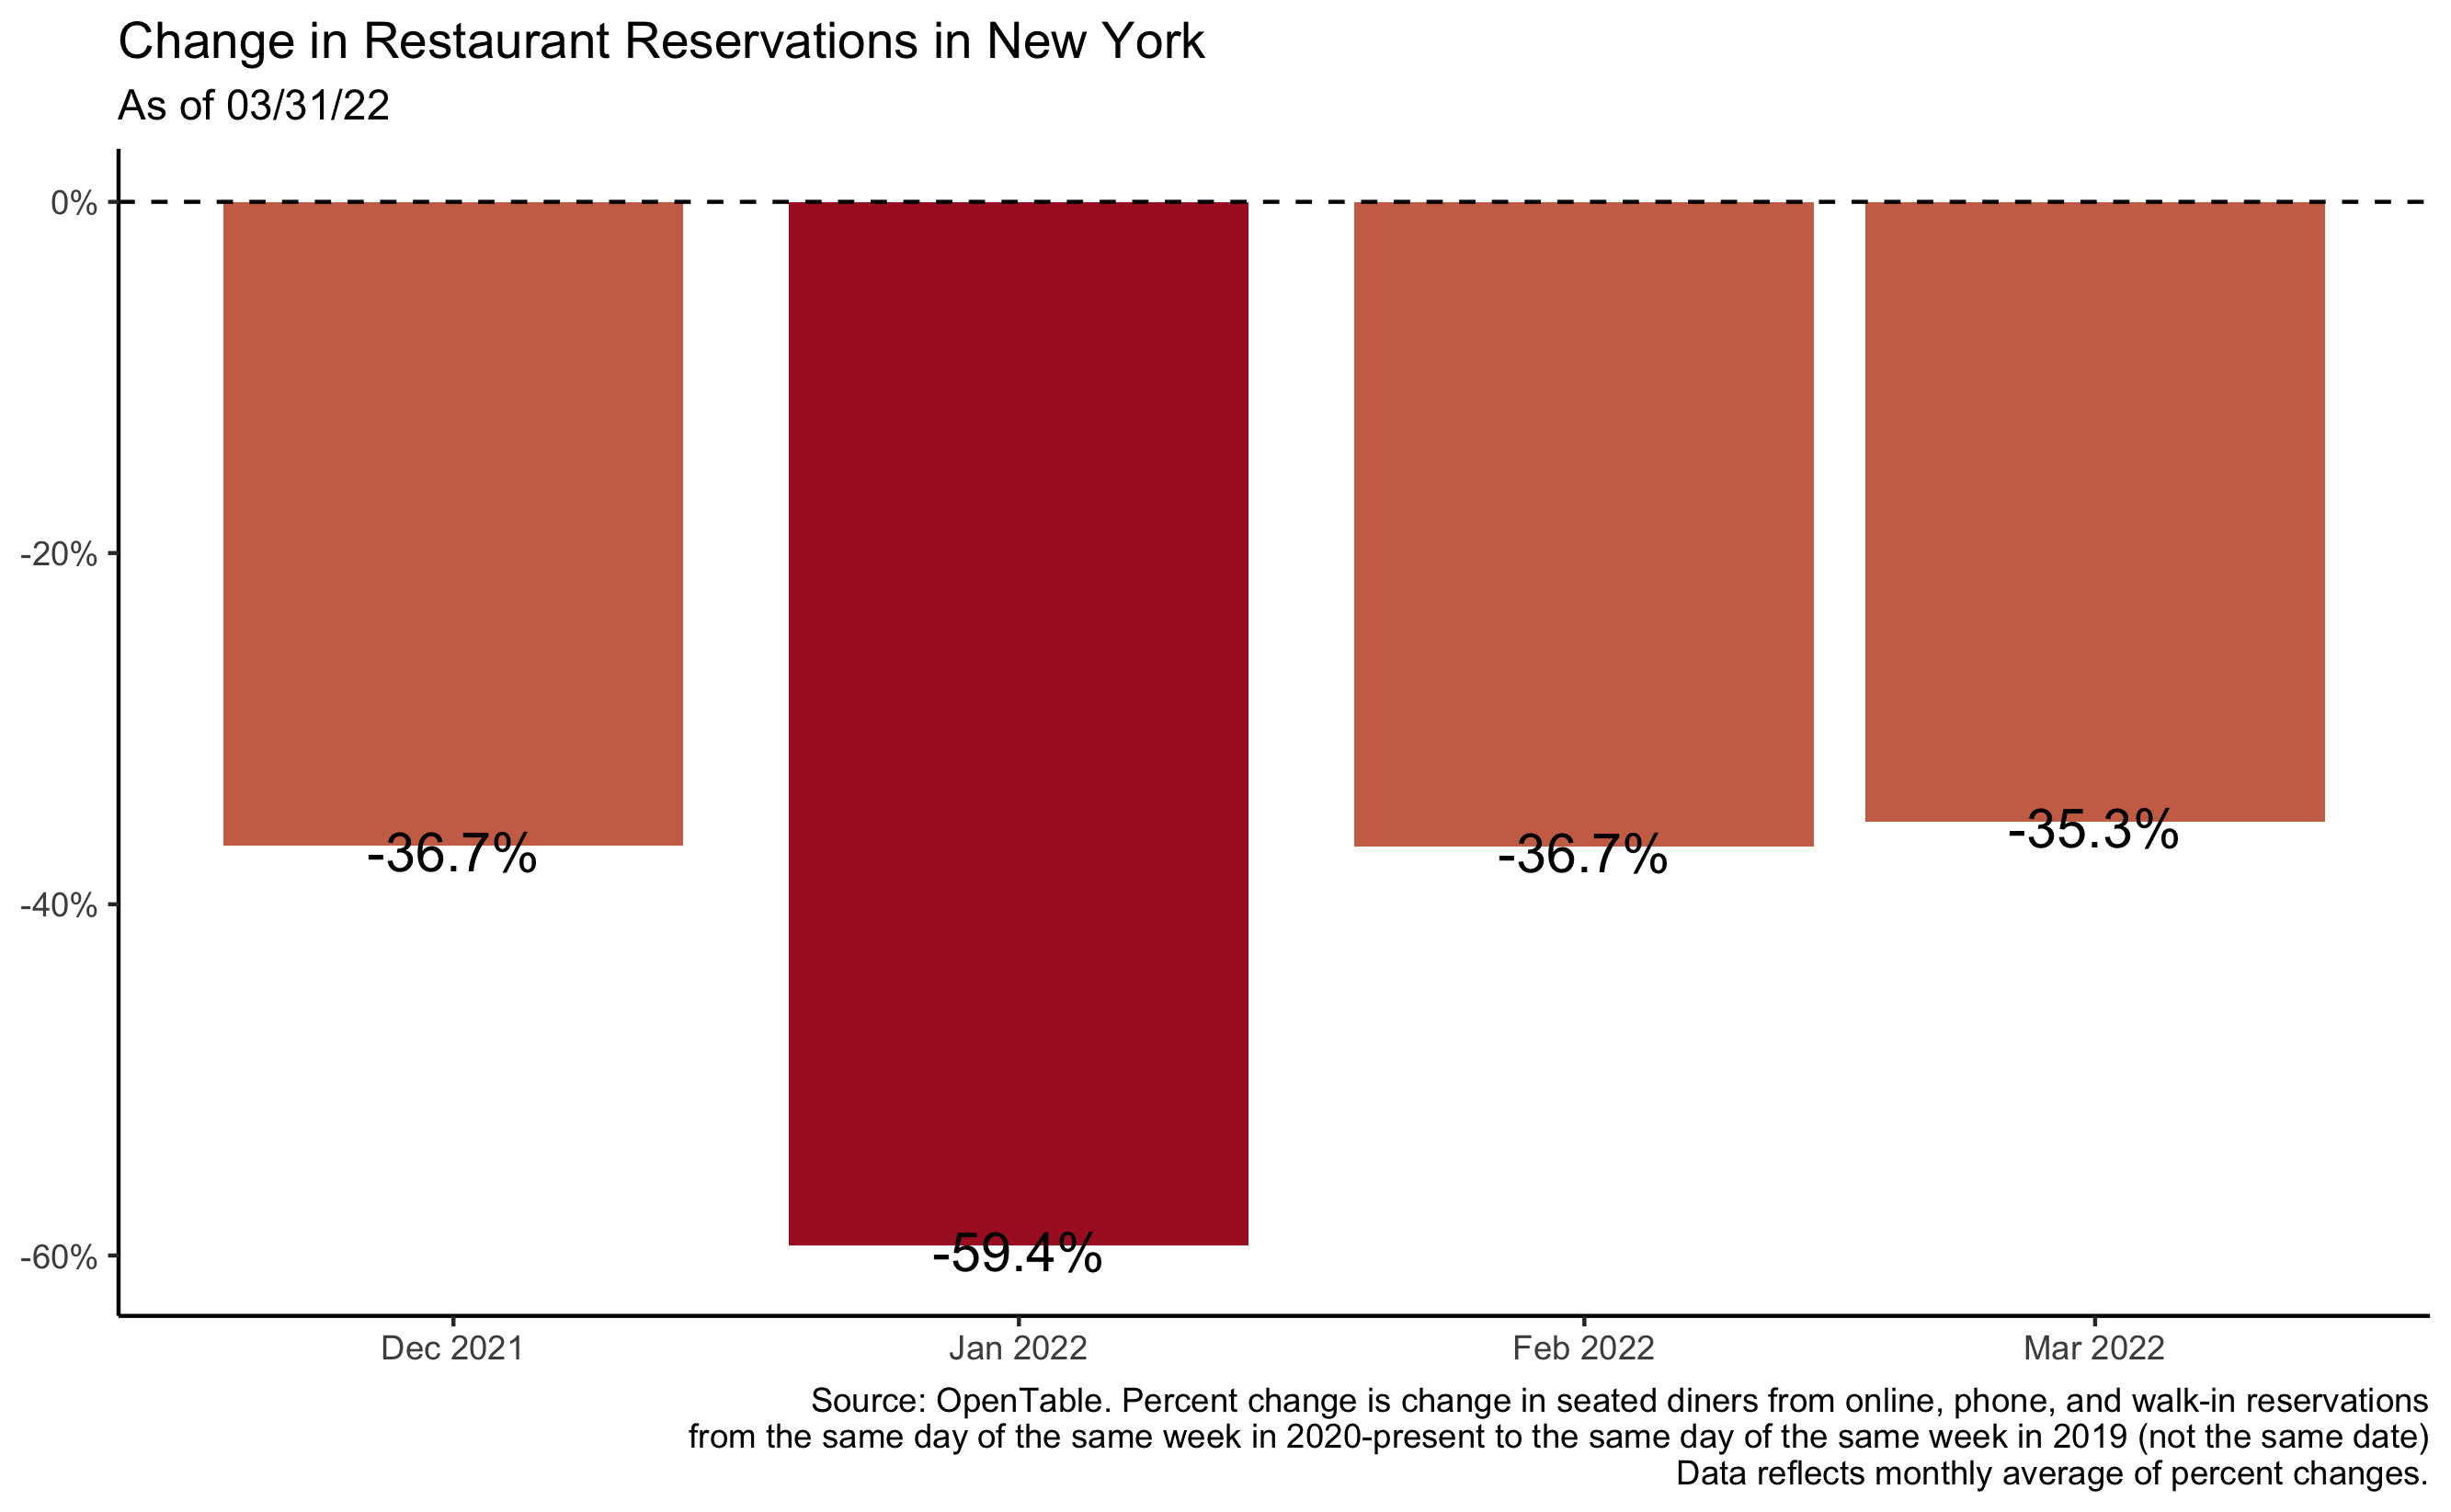 Change in Restaurant Reservations in New York
As of 03/31/22
0%
-20%
-40%
-60%
-36.7%
-59.4%
-36.7%
-35.3%
Dec 2021
Jan 2022
Feb 2022
Mar 2022
Source: OpenTable. Percent change is change in seated diners from online, phone, and walk-in reservations
from the same day of the same week in 2020-present to the same day of the same week in 2019 (not the same date)
Data reflects monthly average of percent changes.